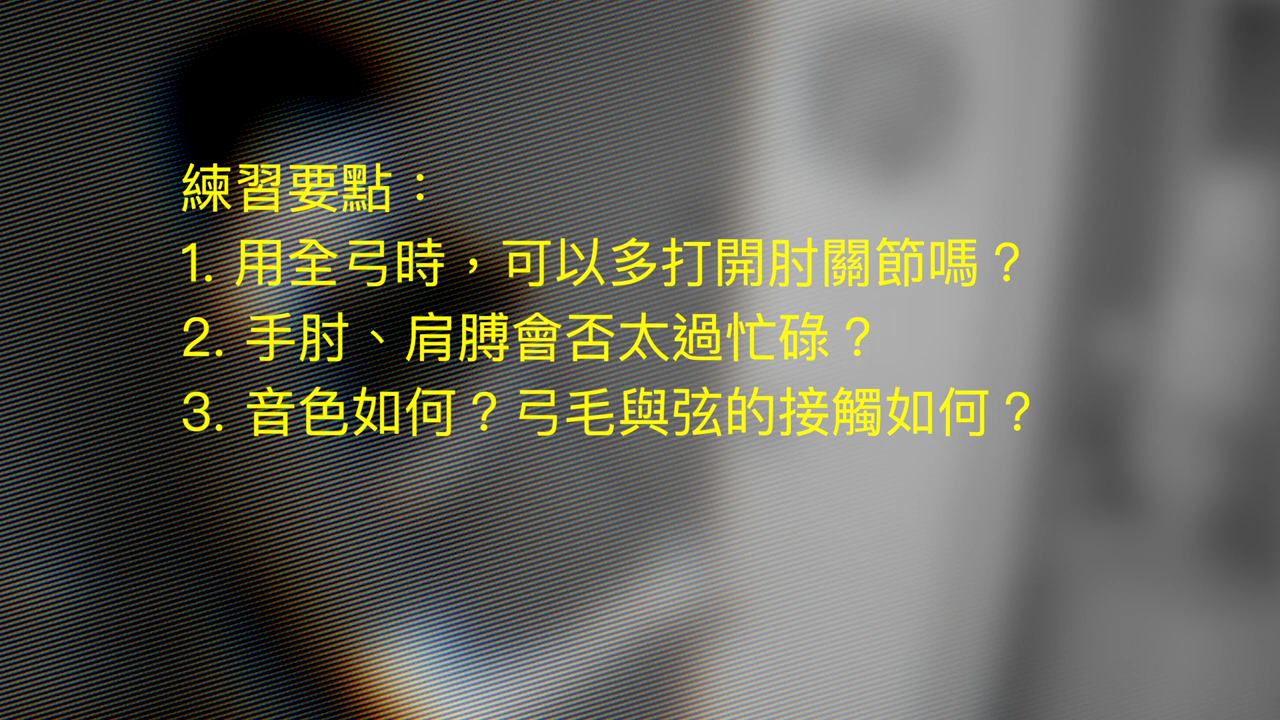 練習要點：
1. 用全弓時，可以多打開肘關節嗎？
2. 手肘、肩膊會否太過忙碌？
3. 音色如何？弓毛與弦的接觸如何？